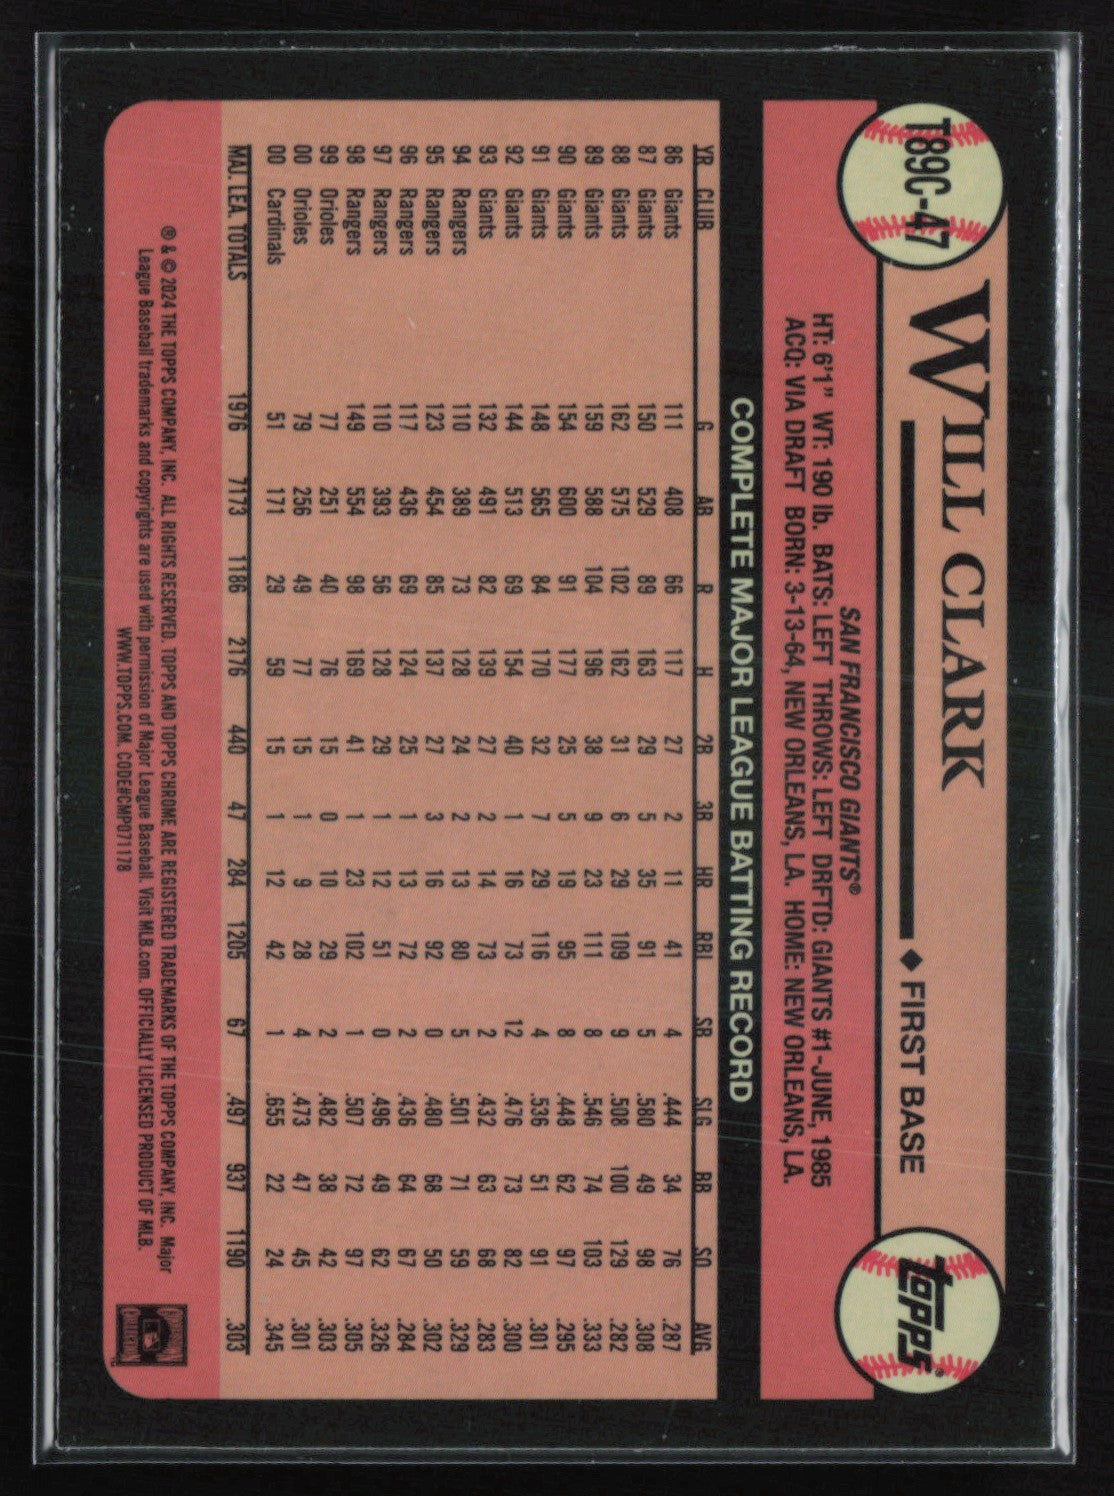 T89C-47
WILL CLARK
◆ FIRST BASE
topps®
SAN FRANCISCO GIANTS®
HT: 6'1" WT: 190 lb. BATS: LEFT THROWS: LEFT DRFTD: GIANTS #1-JUNE, 1985
ACQ: VIA DRAFT BORN: 3-13-64, NEW ORLEANS, LA. HOME: NEW ORLEANS, LA.
COMPLETE MAJOR LEAGUE BATTING RECORD
YR CLUB G AB R H 2B 3B HR RBI SB SLG BB SO AVG
86 Giants 111 408 66 117 27 2 11 41 4 .444 34 76 .287
87 Giants 150 529 89 163 29 5 35 91 5 .580 49 98 .308
88 Giants 162 575 102 162 31 6 29 109 9 .508 100 129 .282
89 Giants 159 588 104 196 38 9 23 111 8 .546 74 103 .333
90 Giants 154 600 91 177 25 5 19 95 8 .448 62 97 .295
91 Giants 148 565 84 170 32 7 29 116 4 .536 51 91 .301
92 Giants 144 513 69 154 40 1 16 73 12 .476 73 82 .300
93 Giants 132 491 82 139 27 2 14 73 2 .432 63 68 .283
94 Rangers 110 389 73 128 24 2 13 80 5 .501 71 59 .329
95 Rangers 123 454 85 137 27 3 16 92 0 .480 68 50 .302
96 Rangers 117 436 69 124 25 1 13 72 2 .436 64 67 .284
97 Rangers 110 393 56 128 29 1 12 51 0 .496 49 62 .326
98 Rangers 149 554 98 169 41 1 23 102 1 .507 72 97 .305
99 Orioles 77 251 40 76 15 0 10 29 2 .482 38 42 .303
00 Orioles 79 256 49 77 15 1 9 28 4 .473 47 45 .301
00 Cardinals 51 171 29 59 15 1 12 42 1 .655 22 24 .345
MAJ. LEA. TOTALS 1976 7173 1186 2176 440 47 284 1205 67 .497 937 1190 .303
® & © 2024 THE TOPPS COMPANY, INC. ALL RIGHTS RESERVED. TOPPS AND TOPPS CHROME ARE REGISTERED TRADEMARKS OF THE TOPPS COMPANY, INC. Major
League Baseball trademarks and copyrights are used with permission of Major League Baseball. Visit MLB.com. OFFICIALLY LICENSED PRODUCT OF MLB.
WWW.TOPPS.COM. CODE#CMP071178
COOPERSTOWN
COLLECTION